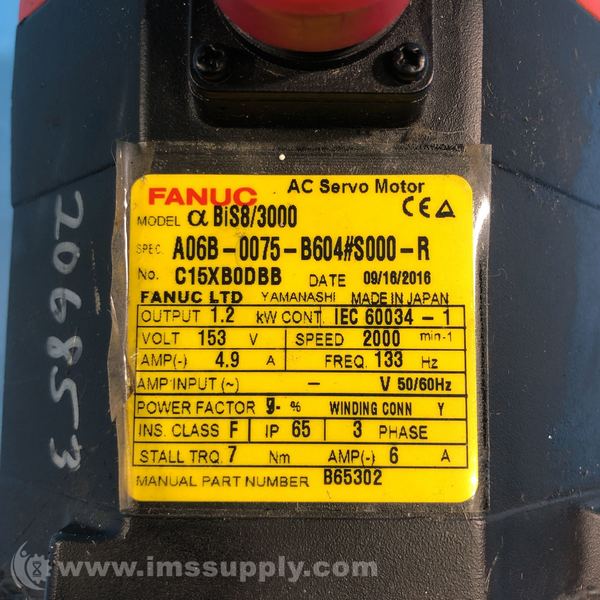 FANUC AC Servo Motor
MODEL α BiS8/3000 CE
SPEC. A06B-0075-B604#S000-R
No. C15XB0DBB DATE 09/16/2016
FANUC LTD YAMANASHI MADE IN JAPAN
OUTPUT 1.2 kW CONT. IEC 60034-1
VOLT 153 V SPEED 2000 min-1
AMP(~) 4.9 A FREQ. 133 Hz
AMP INPUT (~) - V 50/60Hz
POWER FACTOR % WINDING CONN Y
INS. CLASS F IP 65 3 PHASE
STALL TRQ. 7 Nm AMP(~) 6 A
MANUAL PART NUMBER B65302
206853
www.imssupply.com